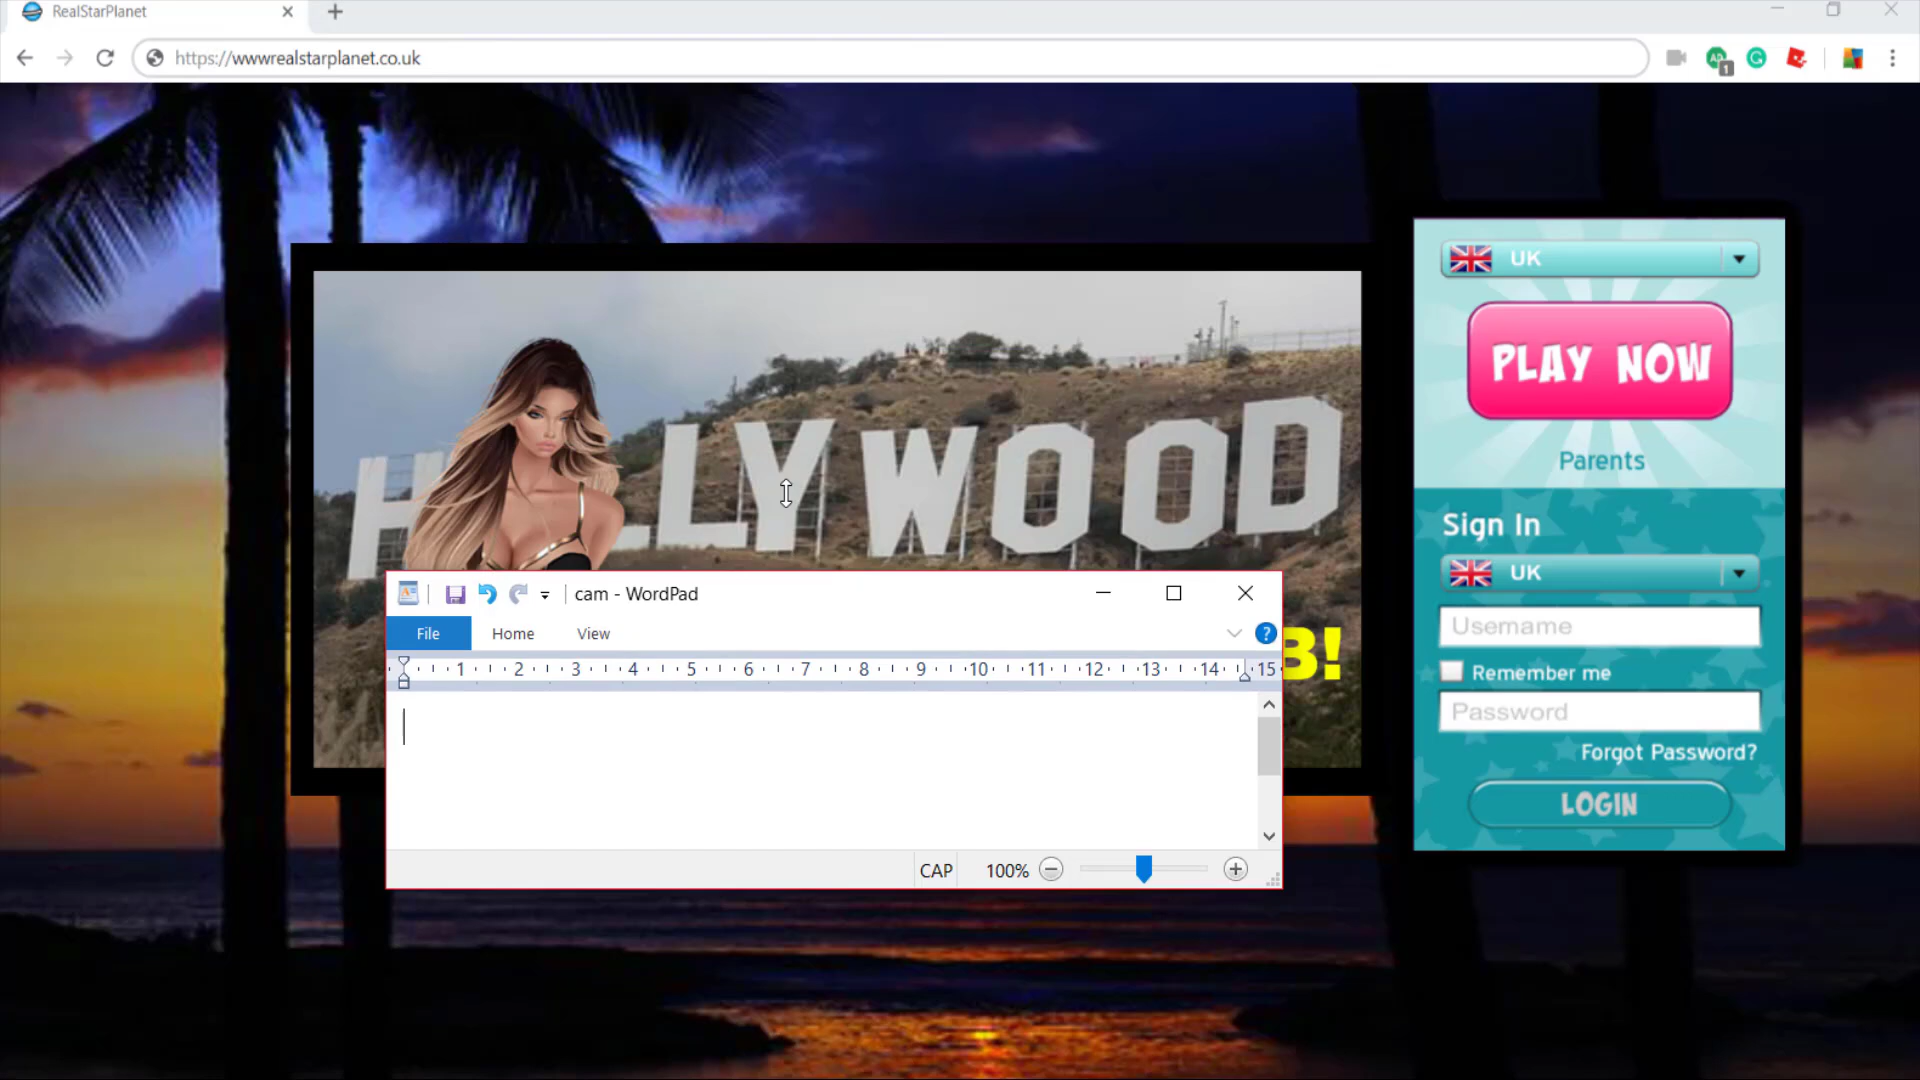 RealStarPlanet
https://wwwrealstarplanet.co.uk
1
UK
PLAY NOW
Parents
Sign In
UK
Username
Remember me
Password
Forgot Password?
LOGIN
H LLYWOOD
B!
cam - WordPad
File Home View
1 2 3 4 5 6 7 8 9 10 11 12 13 14 15
CAP 100%